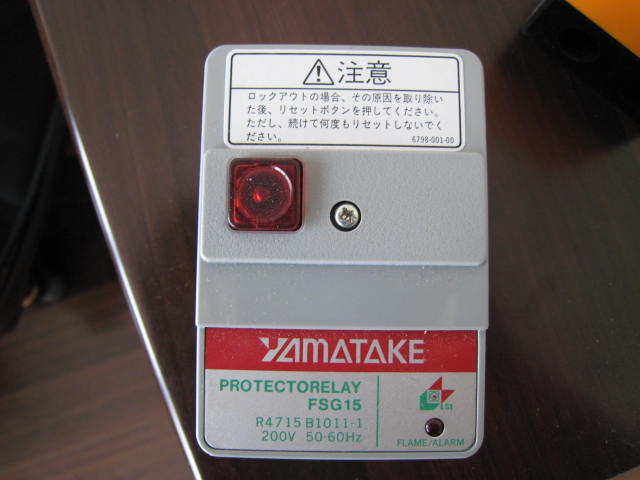 注意
ロックアウトの場合、その原因を取り除い
た後、リセットボタンを押してください。
ただし、続けて何度もリセットしないでく
ださい。
6798-001-00
YAMATAKE
PROTECTORELAY
FSG15
R4715 B1011-1
200V 50·60Hz
LSI
FLAME/ALARM